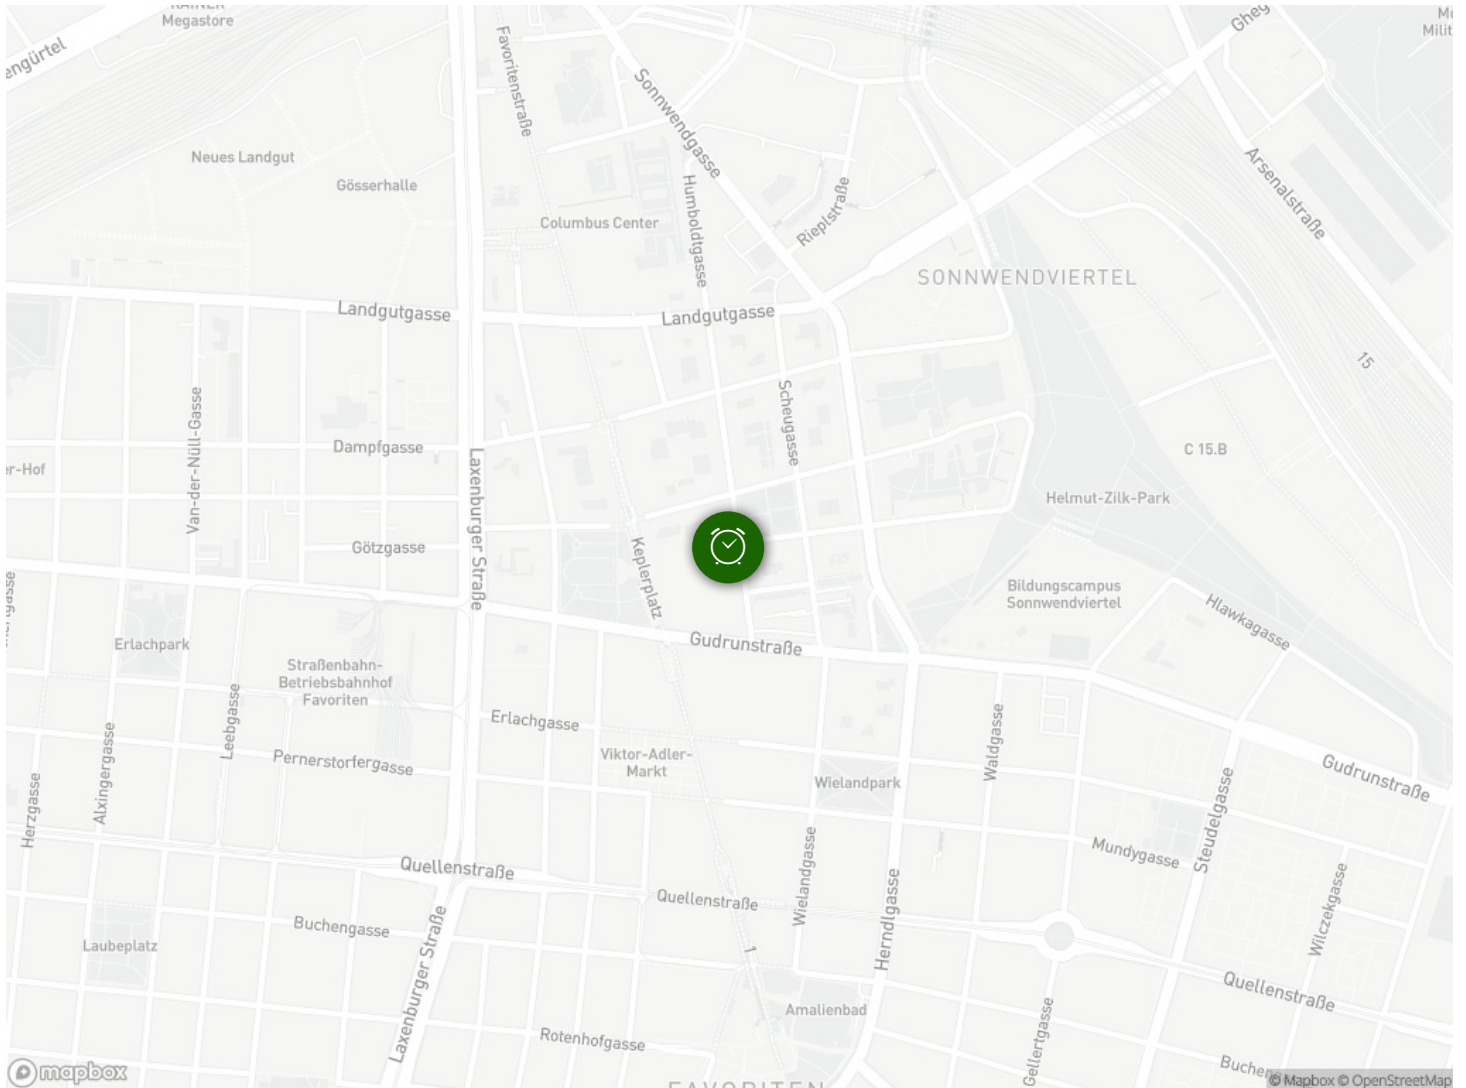 Megastore
Favoritenstraße
Sonnwendgasse
Arsenalstraße
Neues Landgut
Gösserhalle
Humboldtgasse
Rieplstraße
Columbus Center
SONNWENDVIERTEL
Landgutgasse
Landgutgasse
15
Van-der-Nüll-Gasse
Scheugasse
Dampfgasse
C 15.B
er-Hof
Laxenburger Straße
Helmut-Zilk-Park
Götzgasse
Keplerplatz
Bildungscampus
Sonnwendviertel
Hlawkagasse
Erlachpark
Gudrunstraße
Straßenbahn-
Betriebsbahnhof
Favoriten
Leebgasse
Erlachgasse
Waldgasse
Alxingergasse
Pernerstorfergasse
Viktor-Adler-
Markt
Wielandpark
Gudrunstraße
Herzgasse
Steudelgasse
Mundygasse
Quellenstraße
Wielandgasse
Quellenstraße
Herndlgasse
Wilczekgasse
Buchengasse
Laubeplatz
Laxenburger Straße
1
Quellenstraße
Amalienbad
Gellertgasse
Rotenhofgasse
mapbox
© Mapbox © OpenStreetMap